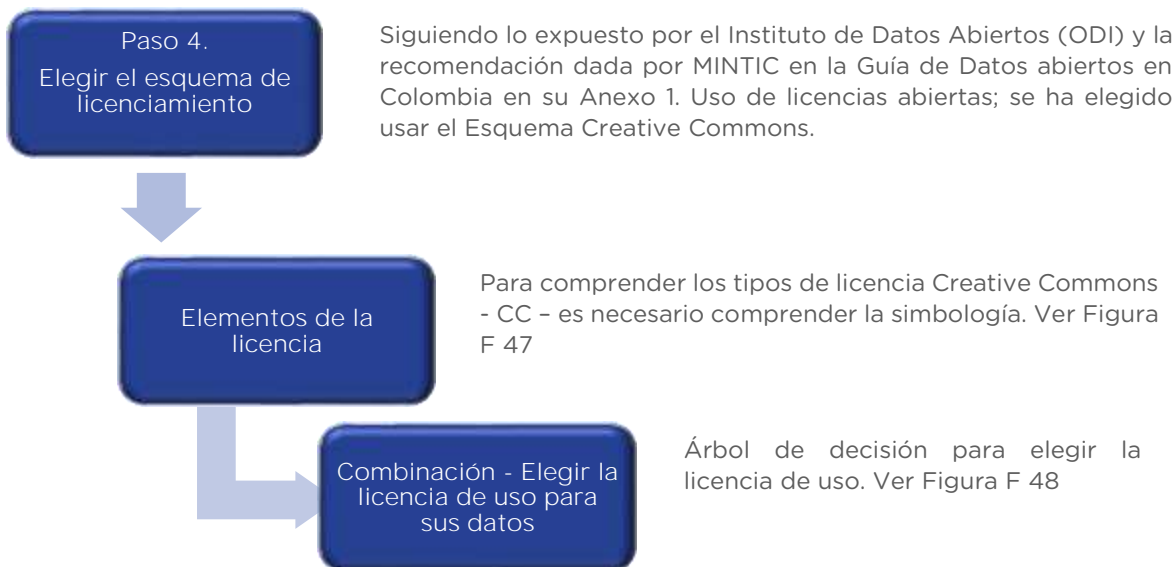 Paso 4.
Elegir el esquema de
licenciamiento
Siguiendo lo expuesto por el Instituto de Datos Abiertos (ODI) y la
recomendación dada por MINTIC en la Guía de Datos abiertos en
Colombia en su Anexo 1. Uso de licencias abiertas; se ha elegido
usar el Esquema Creative Commons.
Elementos de la
licencia
Para comprender los tipos de licencia Creative Commons
- CC – es necesario comprender la simbología. Ver Figura
F 47
Combinación - Elegir la
licencia de uso para
sus datos
Árbol de decisión para elegir la
licencia de uso. Ver Figura F 48